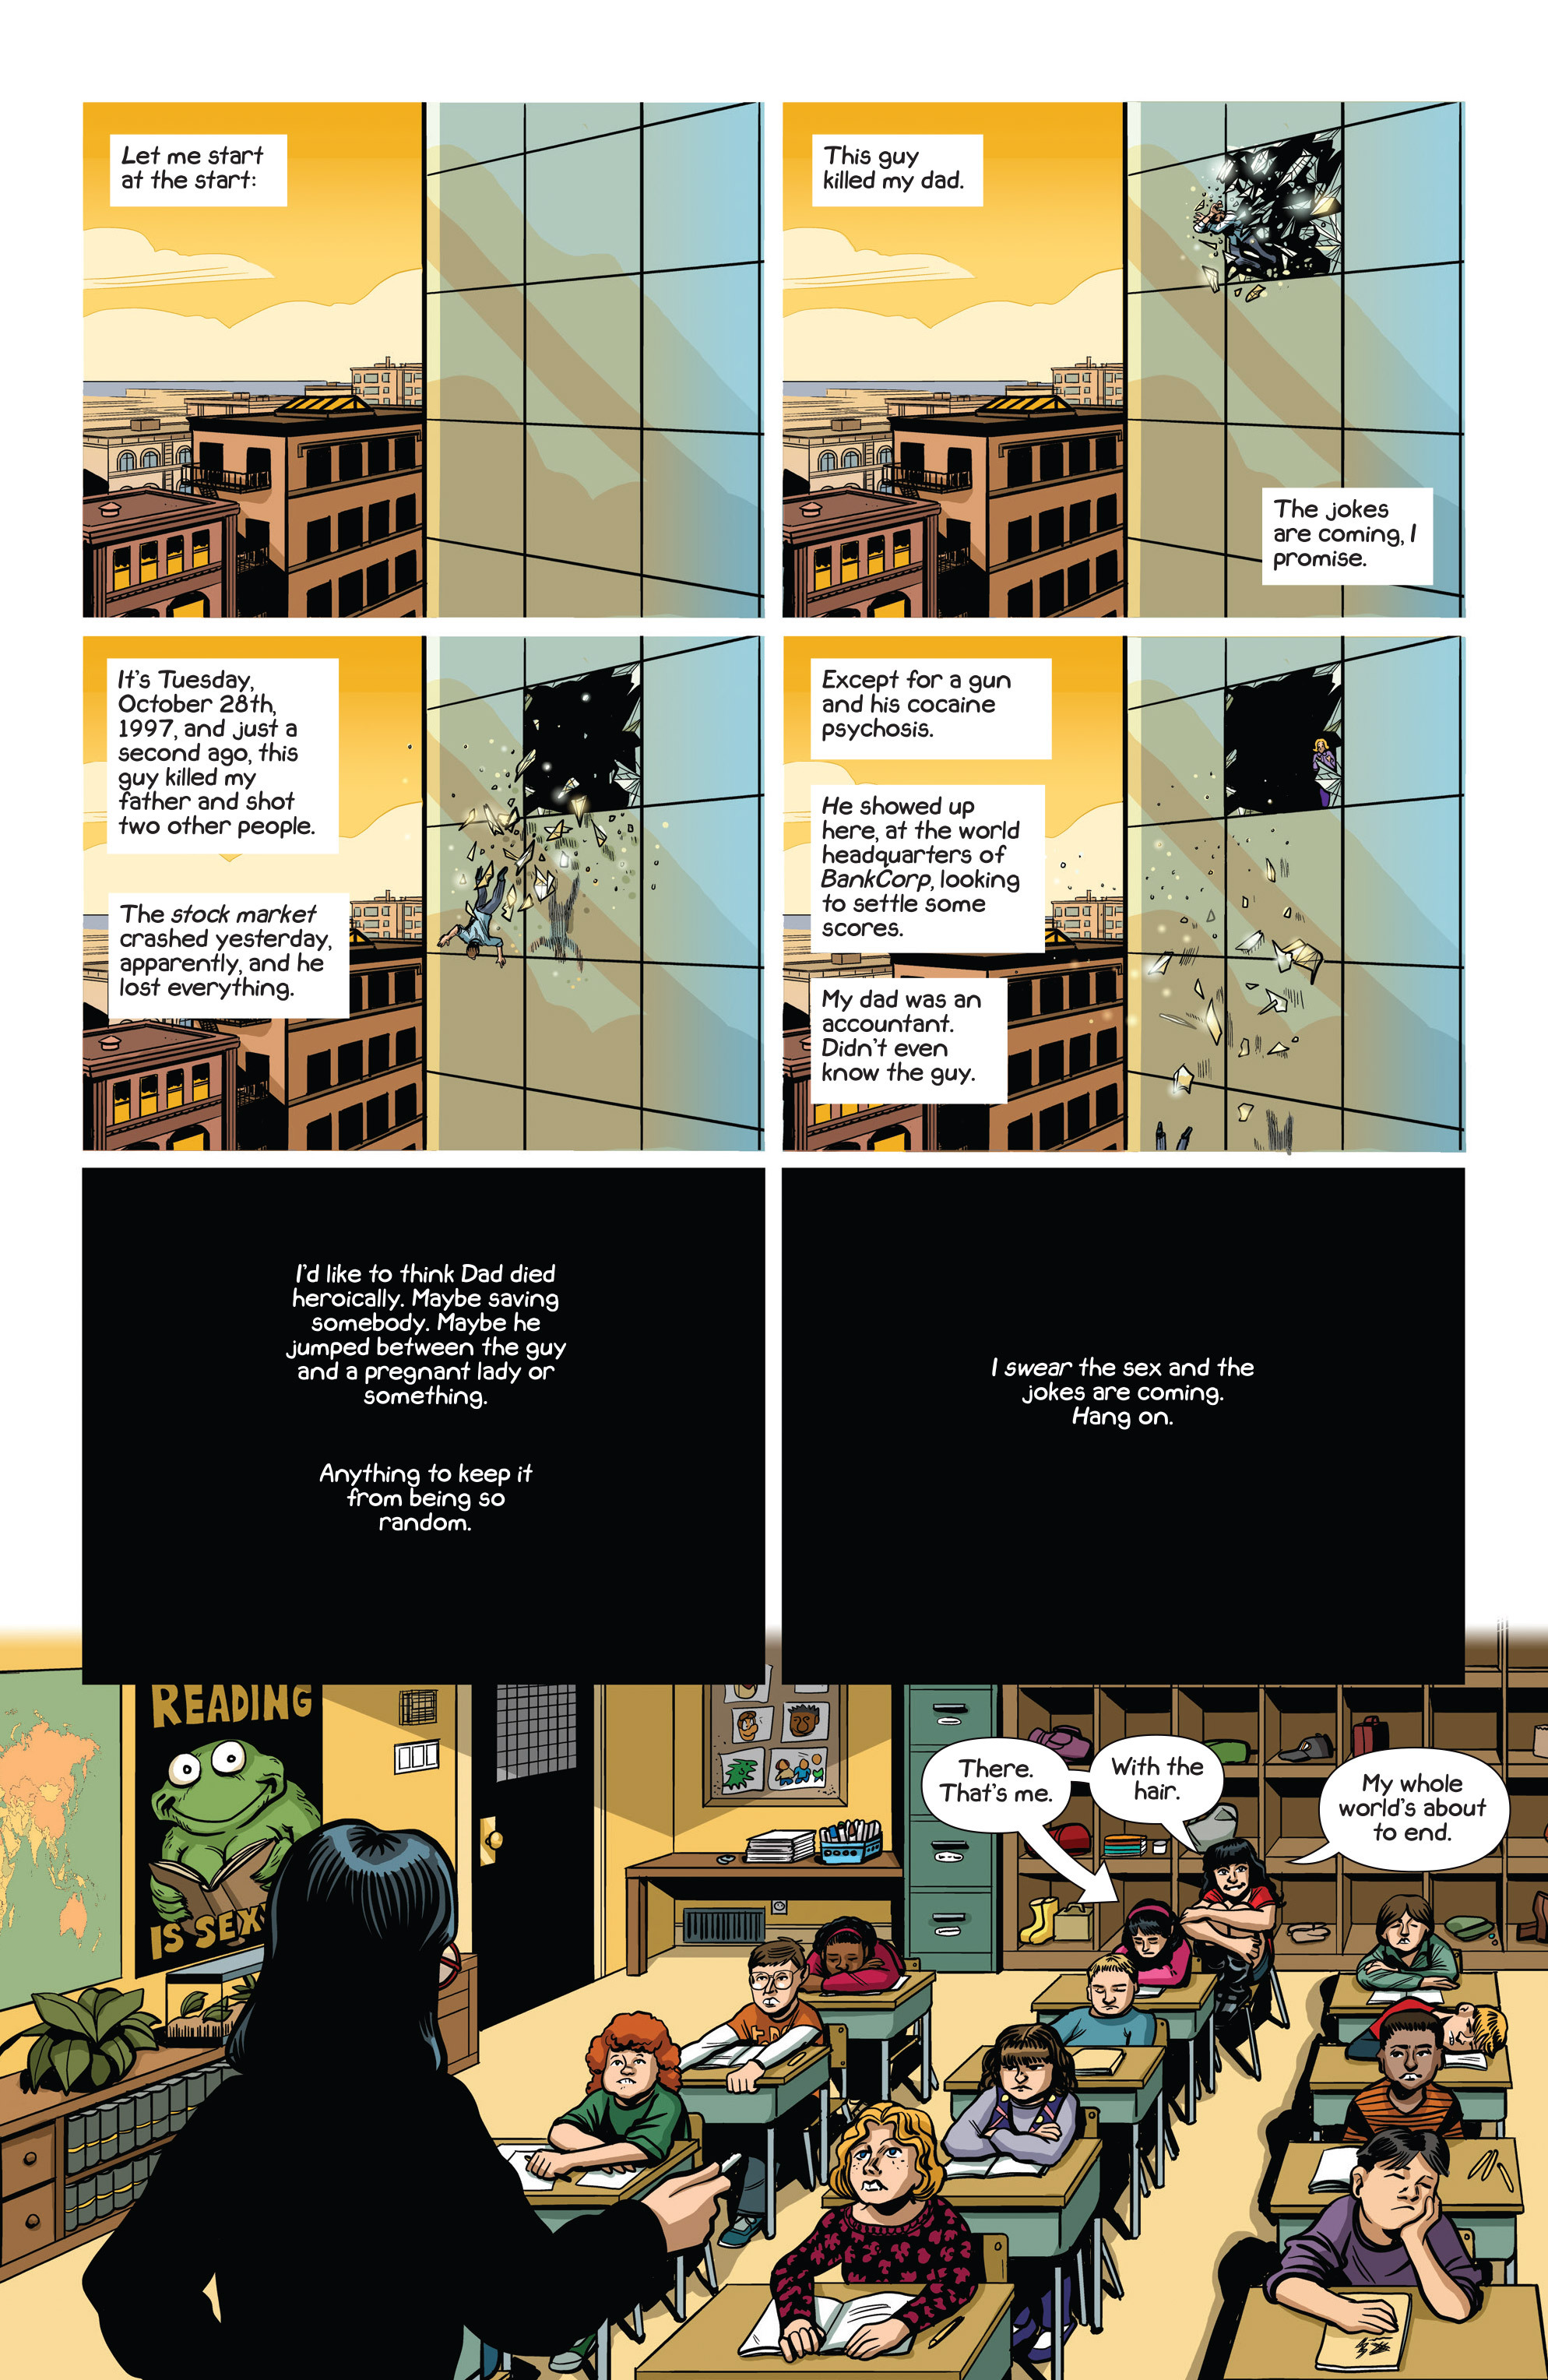 Let me start
at the start:
This guy
killed my dad.
The jokes
are coming, I
promise.
It's Tuesday,
October 28th,
1997, and just a
second ago, this
guy killed my
father and shot
two other people.
The stock market
crashed yesterday,
apparently, and he
lost everything.
Except for a gun
and his cocaine
psychosis.
He showed up
here, at the world
headquarters of
BankCorp, looking
to settle some
scores.
My dad was an
accountant.
Didn't even
know the guy.
I'd like to think Dad died
heroically. Maybe saving
somebody. Maybe he
jumped between the guy
and a pregnant lady or
something.
Anything to keep it
from being so
random.
I swear the sex and the
jokes are coming.
Hang on.
READING
IS SEXY
There.
That's me.
With the
hair.
My whole
world's about
to end.